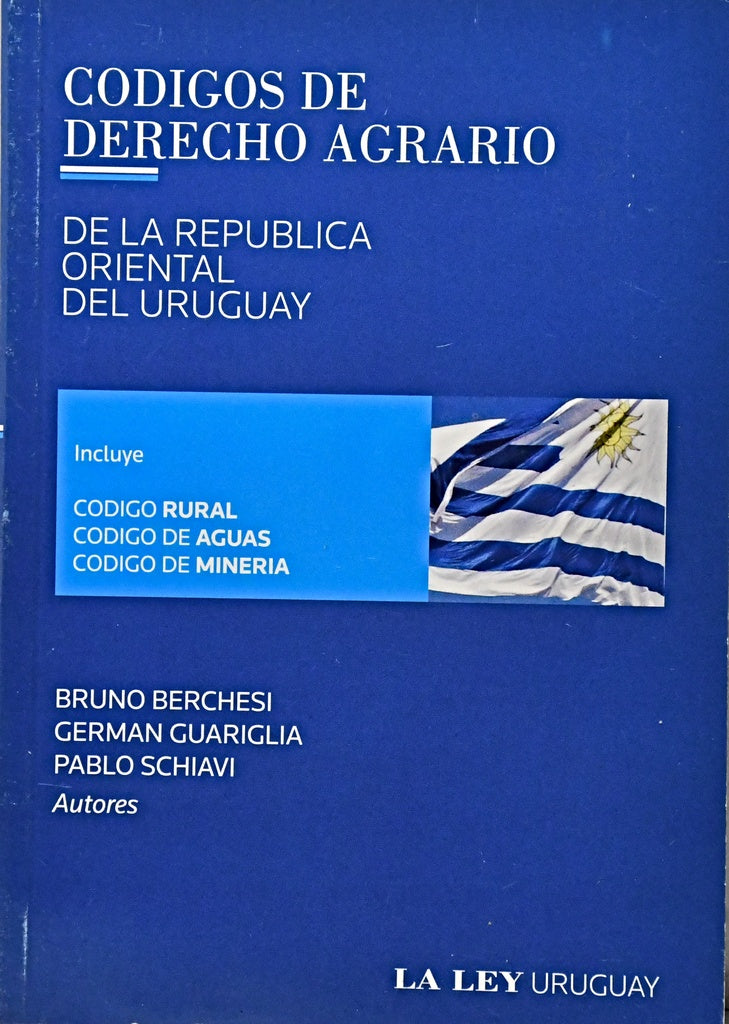 CODIGOS DE
DERECHO AGRARIO
DE LA REPUBLICA
ORIENTAL
DEL URUGUAY
Incluye
CODIGO RURAL
CODIGO DE AGUAS
CODIGO DE MINERIA
BRUNO BERCHESI
GERMAN GUARIGLIA
PABLO SCHIAVI
Autores
LA LEY URUGUAY